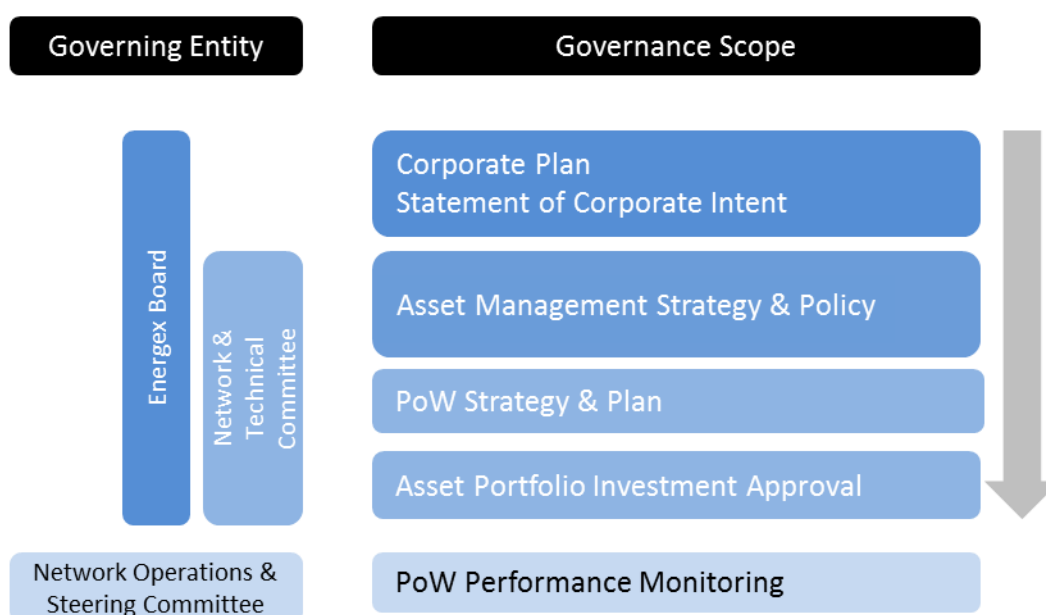 Governing Entity
Governance Scope
Energex Board
Network &
Technical
Committee
Corporate Plan
Statement of Corporate Intent
Asset Management Strategy & Policy
PoW Strategy & Plan
Asset Portfolio Investment Approval
Network Operations &
Steering Committee
PoW Performance Monitoring